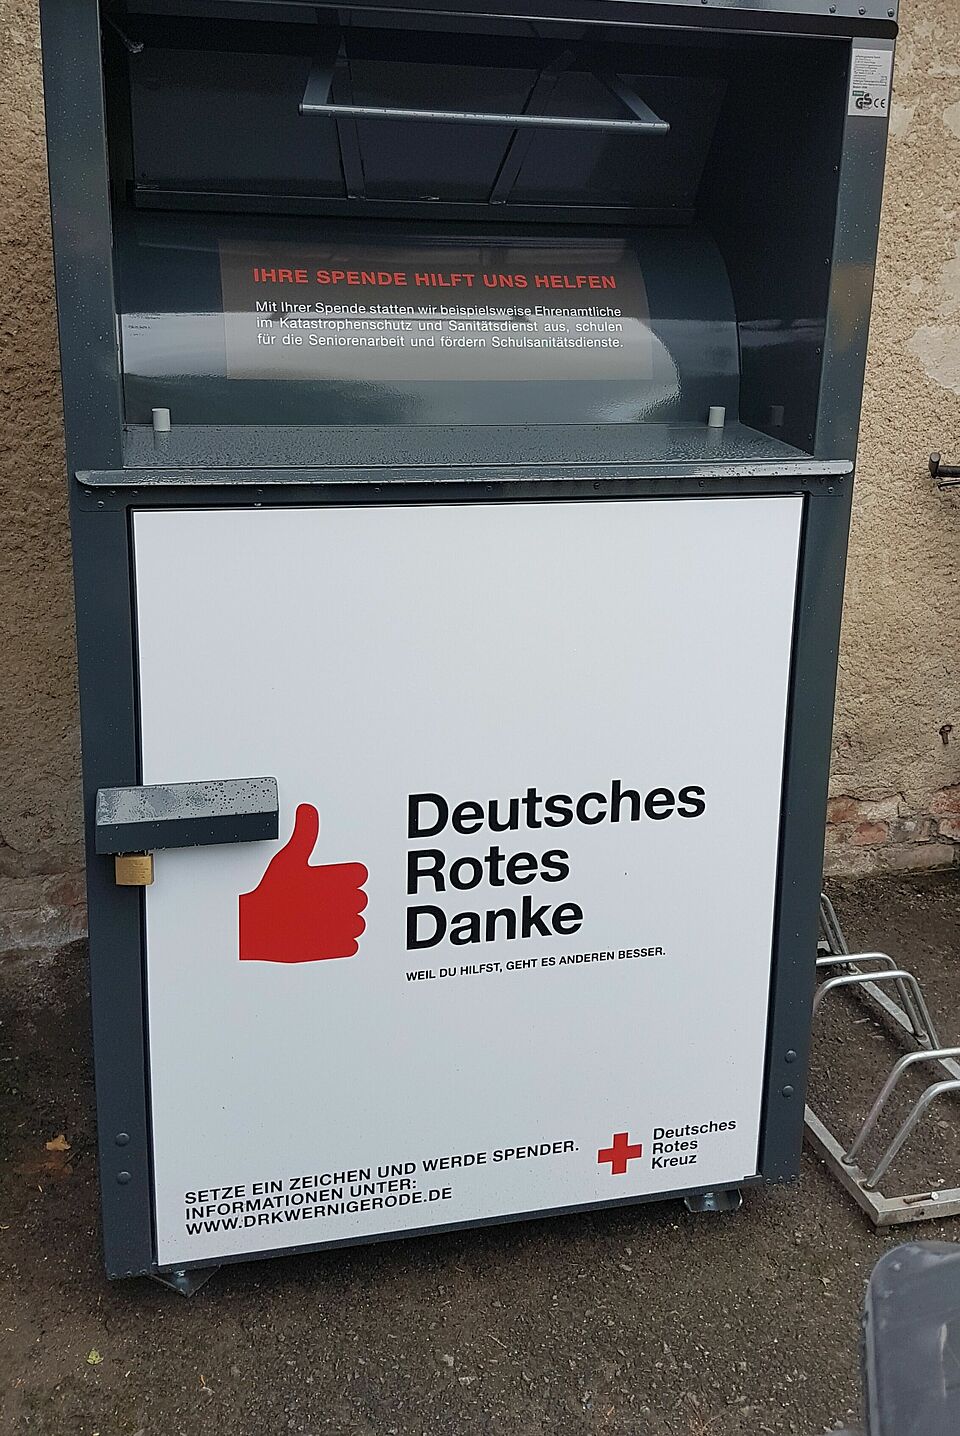 GS CE
IHRE SPENDE HILFT UNS HELFEN
Mit Ihrer Spende statten wir beispielsweise Ehrenamtliche
im Katastrophenschutz und Sanitätsdienst aus, schulen
für die Seniorenarbeit und fördern Schulsanitätsdienste.
Deutsches
Rotes
Danke
WEIL DU HILFST, GEHT ES ANDEREN BESSER.
SETZE EIN ZEICHEN UND WERDE SPENDER.
INFORMATIONEN UNTER:
WWW.DRKWERNIGERODE.DE
Deutsches
Rotes
Kreuz